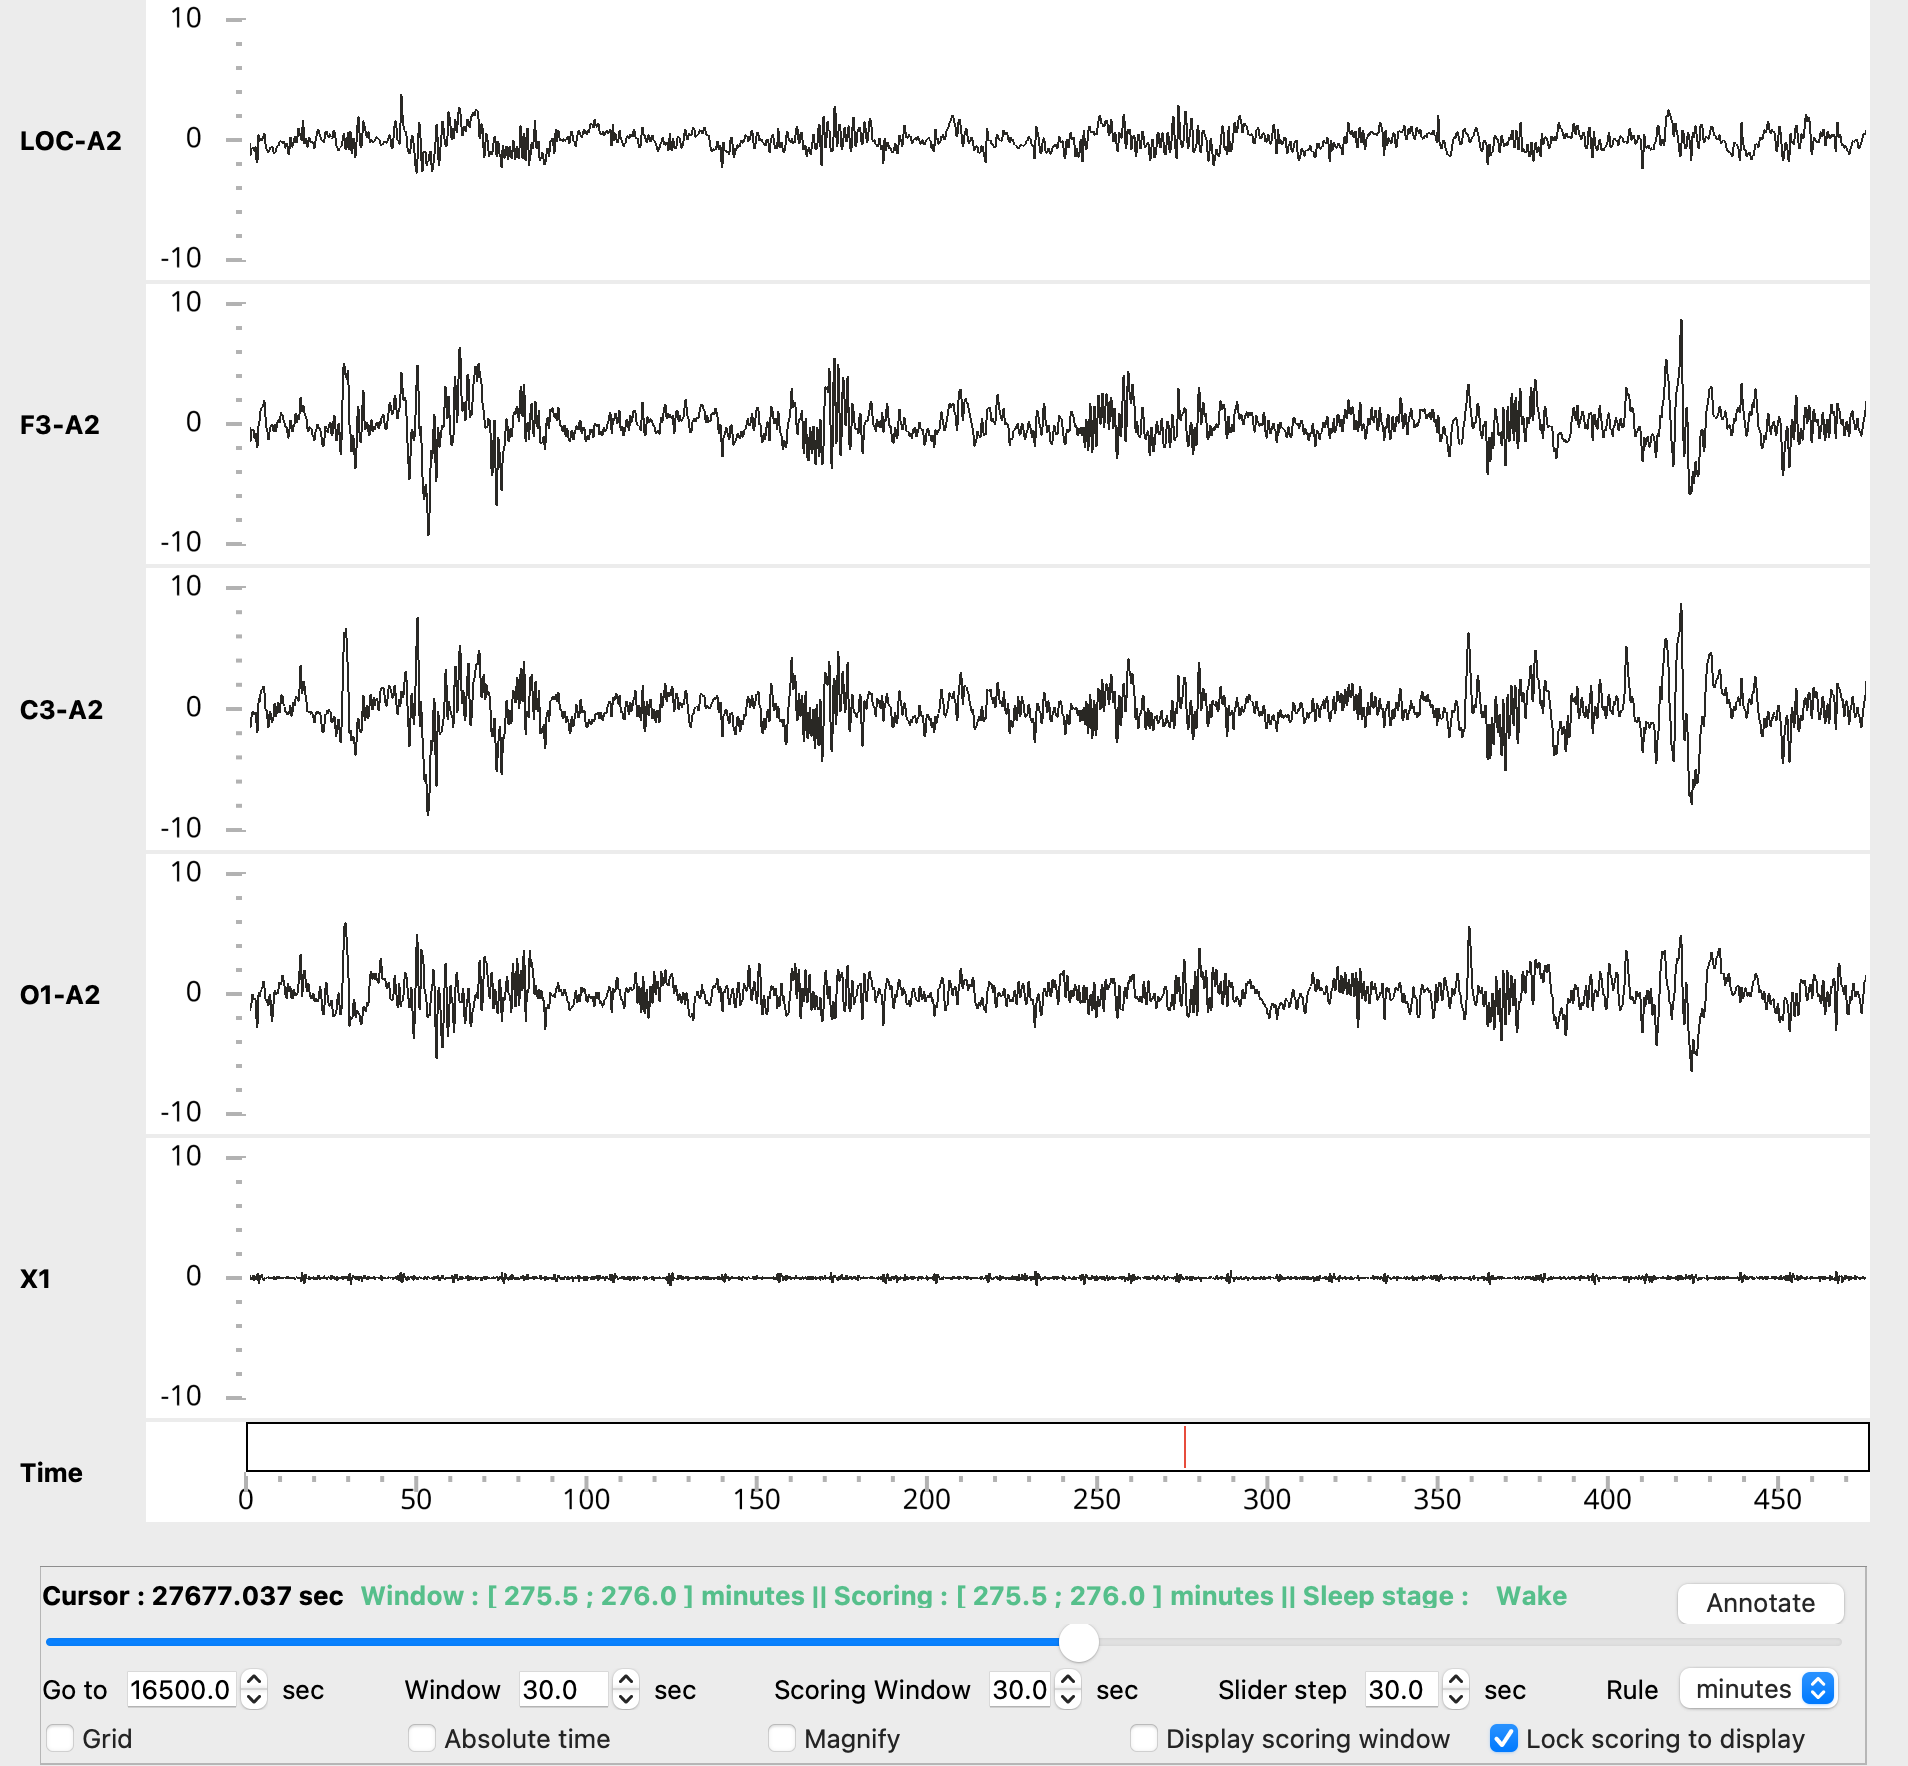 10
LOC-A2 0
-10
10
F3-A2 0
-10
10
C3-A2 0
-10
10
O1-A2 0
-10
10
X1 0
-10
Time
0 50 100 150 200 250 300 350 400 450
Cursor : 27677.037 sec Window : [ 275.5 ; 276.0 ] minutes || Scoring : [ 275.5 ; 276.0 ] minutes || Sleep stage : Wake Annotate
Go to 16500.0 sec Window 30.0 sec Scoring Window 30.0 sec Slider step 30.0 sec Rule minutes
Grid Absolute time Magnify Display scoring window Lock scoring to display